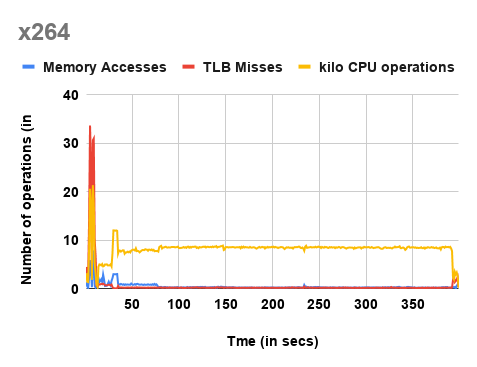 x264
Memory Accesses TLB Misses kilo CPU operations
Number of operations (in
40
30
20
10
0
50 100 150 200 250 300 350
Tme (in secs)